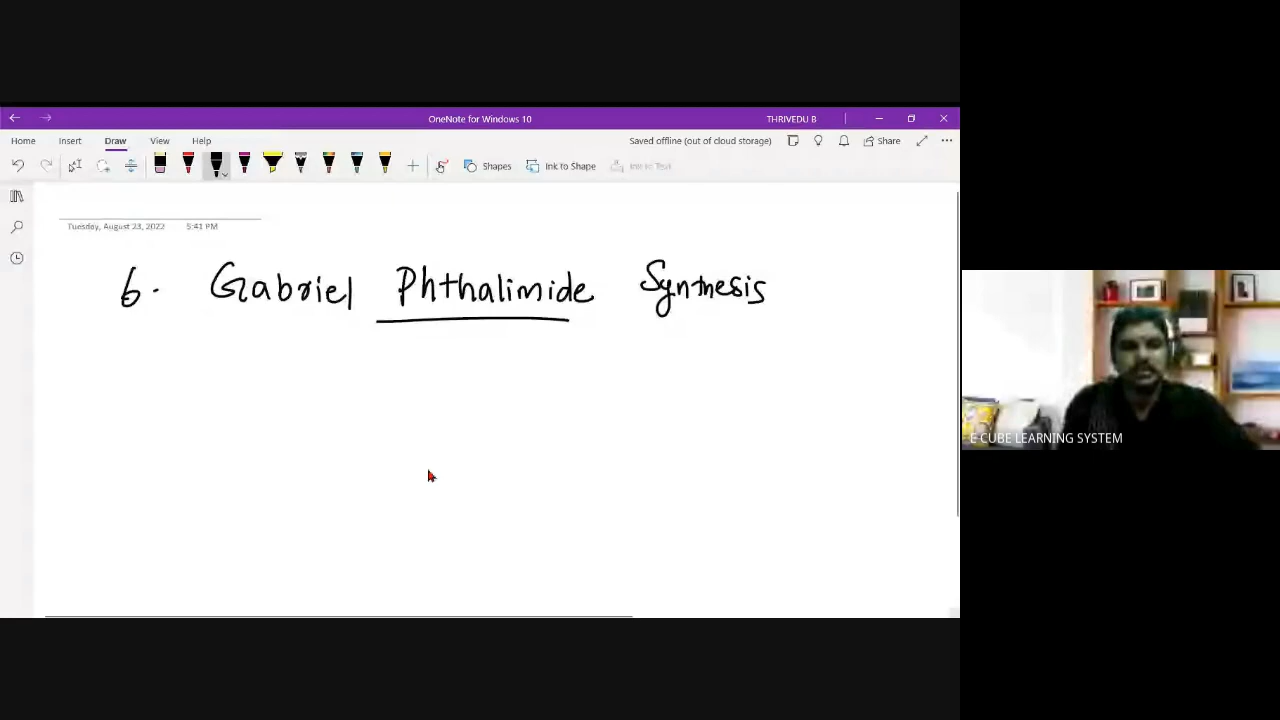 OneNote for Windows 10
THRIVEDU B
Home Insert Draw View Help
Saved offline (out of cloud storage)
Share
Shapes
Ink to Shape
Ink to Text
Tuesday, August 23, 2022 5:41 PM
6. Gabriel Phthalimide Synthesis
E CUBE LEARNING SYSTEM